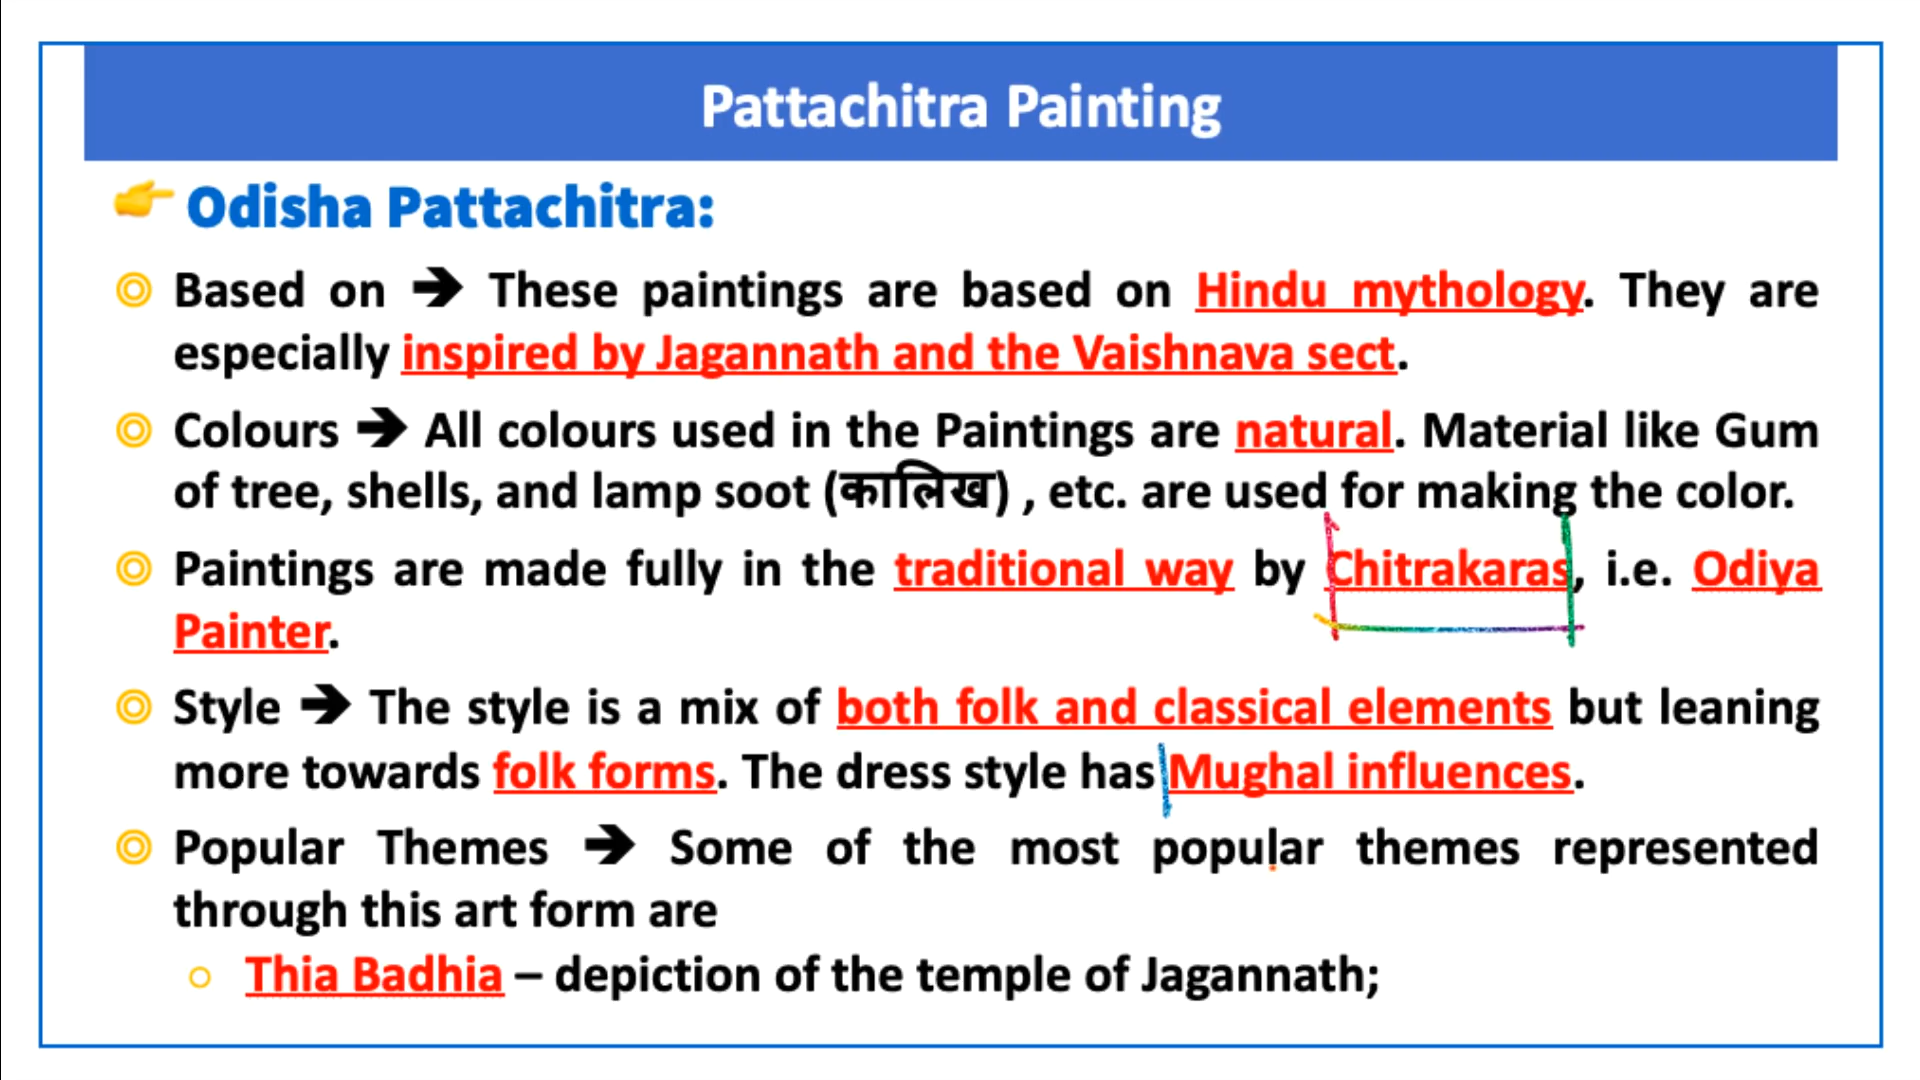 Pattachitra Painting
Odisha Pattachitra:
Based on → These paintings are based on Hindu mythology. They are
especially inspired by Jagannath and the Vaishnava sect.
Colours → All colours used in the Paintings are natural. Material like Gum
of tree, shells, and lamp soot (कालिख) , etc. are used for making the color.
Paintings are made fully in the traditional way by Chitrakaras, i.e. Odiya
Painter.
Style → The style is a mix of both folk and classical elements but leaning
more towards folk forms. The dress style has Mughal influences.
Popular Themes → Some of the most popular themes represented
through this art form are
Thia Badhia – depiction of the temple of Jagannath;